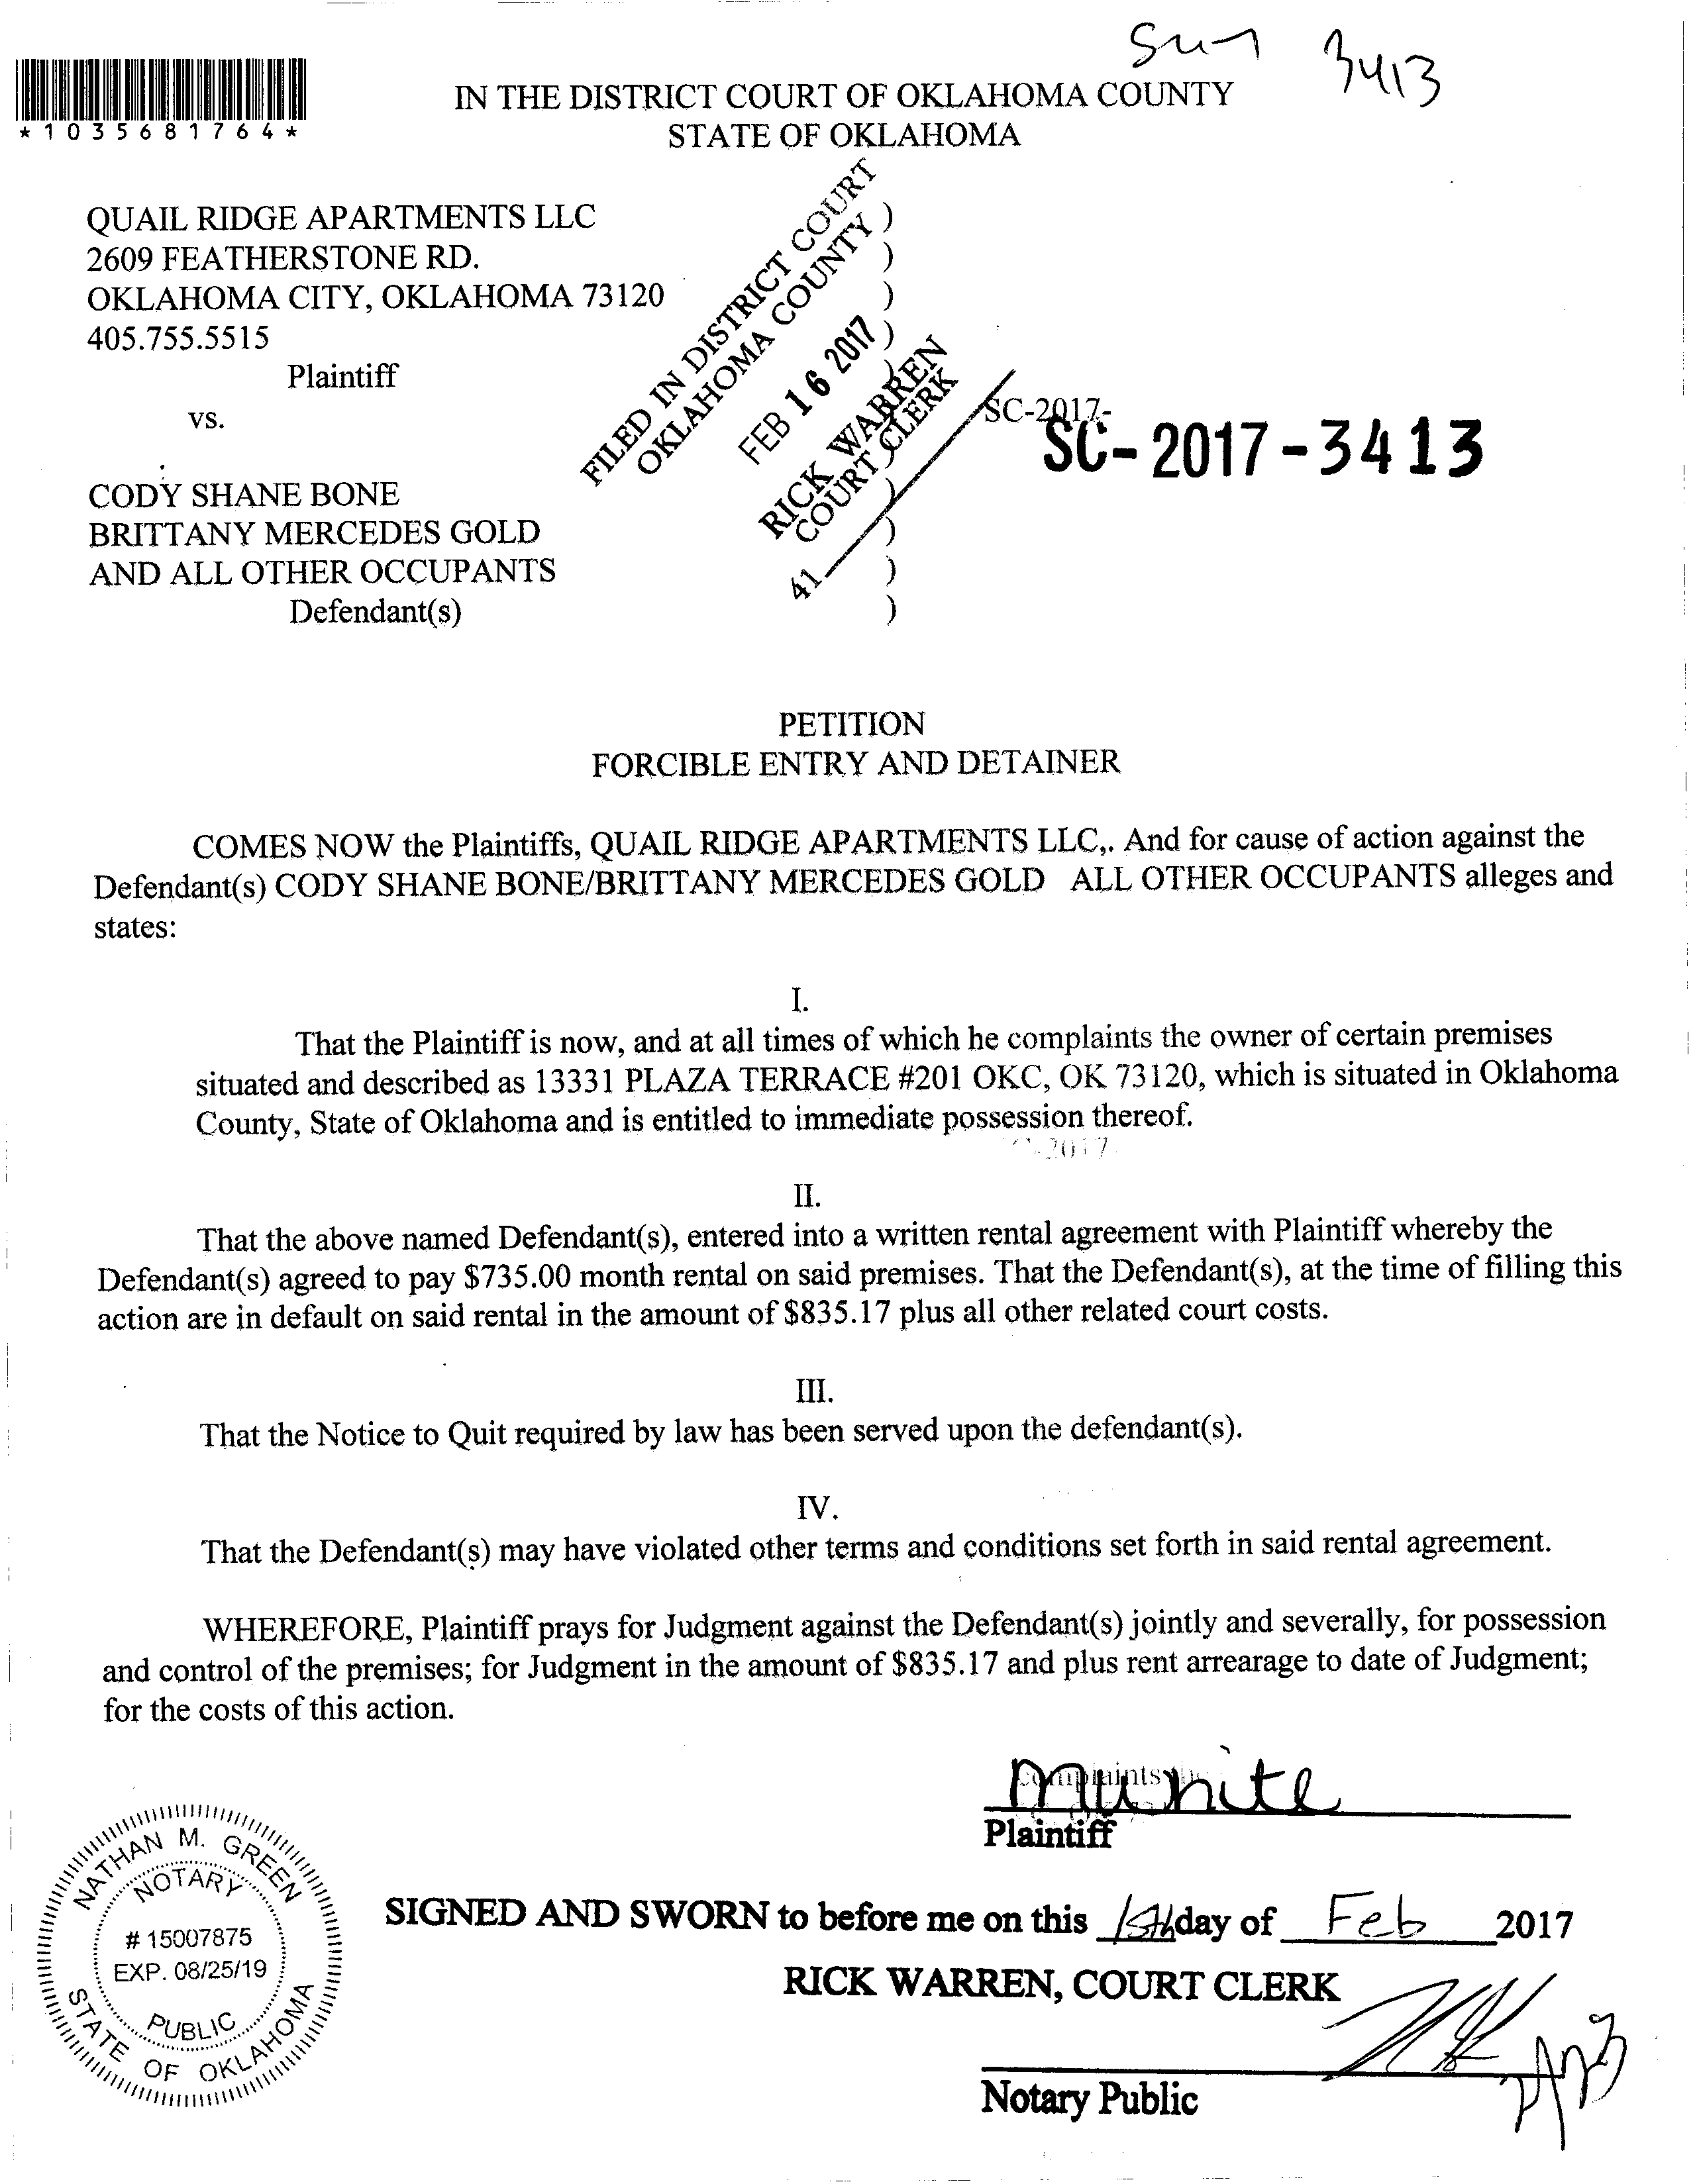 Sum 3413
*1035681764*
IN THE DISTRICT COURT OF OKLAHOMA COUNTY
STATE OF OKLAHOMA
QUAIL RIDGE APARTMENTS LLC )
2609 FEATHERSTONE RD. )
OKLAHOMA CITY, OKLAHOMA 73120 )
405.755.5515 )
Plaintiff )
vs.
FILED IN DISTRICT COURT
OKLAHOMA COUNTY
FEB 16 2017
RICK WARREN
COURT CLERK
41
SC-2017-
SC-2017-3413
CODY SHANE BONE )
BRITTANY MERCEDES GOLD )
AND ALL OTHER OCCUPANTS )
Defendant(s) )
PETITION
FORCIBLE ENTRY AND DETAINER
COMES NOW the Plaintiffs, QUAIL RIDGE APARTMENTS LLC,. And for cause of action against the
Defendant(s) CODY SHANE BONE/BRITTANY MERCEDES GOLD ALL OTHER OCCUPANTS alleges and
states:
I.
That the Plaintiff is now, and at all times of which he complaints the owner of certain premises
situated and described as 13331 PLAZA TERRACE #201 OKC, OK 73120, which is situated in Oklahoma
County, State of Oklahoma and is entitled to immediate possession thereof.
II.
That the above named Defendant(s), entered into a written rental agreement with Plaintiff whereby the
Defendant(s) agreed to pay $735.00 month rental on said premises. That the Defendant(s), at the time of filling this
action are in default on said rental in the amount of $835.17 plus all other related court costs.
III.
That the Notice to Quit required by law has been served upon the defendant(s).
IV.
That the Defendant(s) may have violated other terms and conditions set forth in said rental agreement.
WHEREFORE, Plaintiff prays for Judgment against the Defendant(s) jointly and severally, for possession
and control of the premises; for Judgment in the amount of $835.17 and plus rent arrearage to date of Judgment;
for the costs of this action.
Plaintiff
NATHAN M. GREEN
NOTARY
# 15007875
EXP. 08/25/19
PUBLIC
STATE OF OKLAHOMA
SIGNED AND SWORN to before me on this 15th day of Feb 2017
RICK WARREN, COURT CLERK
Notary Public